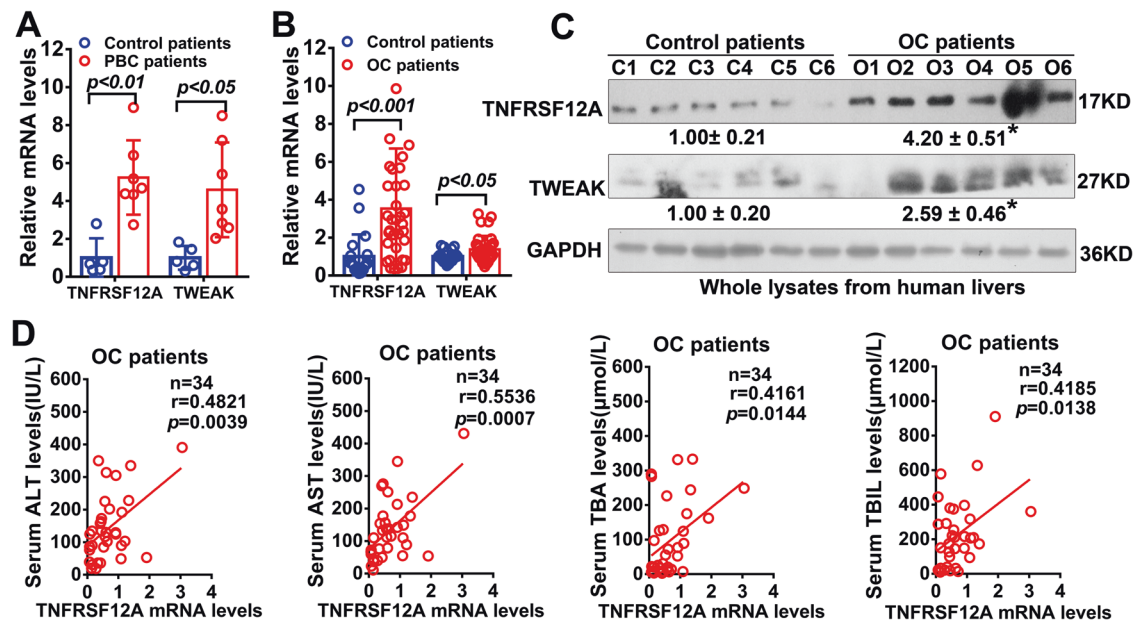 A
Relative mRNA levels
12
10
8
6
4
2
0
Control patients
PBC patients
p<0.01
p<0.05
TNFRSF12A
TWEAK
B
Relative mRNA levels
12
10
8
6
4
2
0
Control patients
OC patients
p<0.001
p<0.05
TNFRSF12A
TWEAK
C
Control patients
OC patients
C1 C2 C3 C4 C5 C6 O1 O2 O3 O4 O5 O6
TNFRSF12A
17KD
1.00± 0.21
4.20 ± 0.51*
TWEAK
27KD
1.00 ± 0.20
2.59 ± 0.46*
GAPDH
36KD
Whole lysates from human livers
D
OC patients
Serum ALT levels(IU/L)
600
500
400
300
200
100
0
n=34
r=0.4821
p=0.0039
0 1 2 3 4
TNFRSF12A mRNA levels
OC patients
Serum AST levels(IU/L)
600
500
400
300
200
100
0
n=34
r=0.5536
p=0.0007
0 1 2 3 4
TNFRSF12A mRNA levels
OC patients
Serum TBA levels(μmol/L)
600
500
400
300
200
100
0
n=34
r=0.4161
p=0.0144
0 1 2 3 4
TNFRSF12A mRNA levels
OC patients
Serum TBIL levels(μmol/L)
1200
1000
800
600
400
200
0
n=34
r=0.4185
p=0.0138
0 1 2 3 4
TNFRSF12A mRNA levels